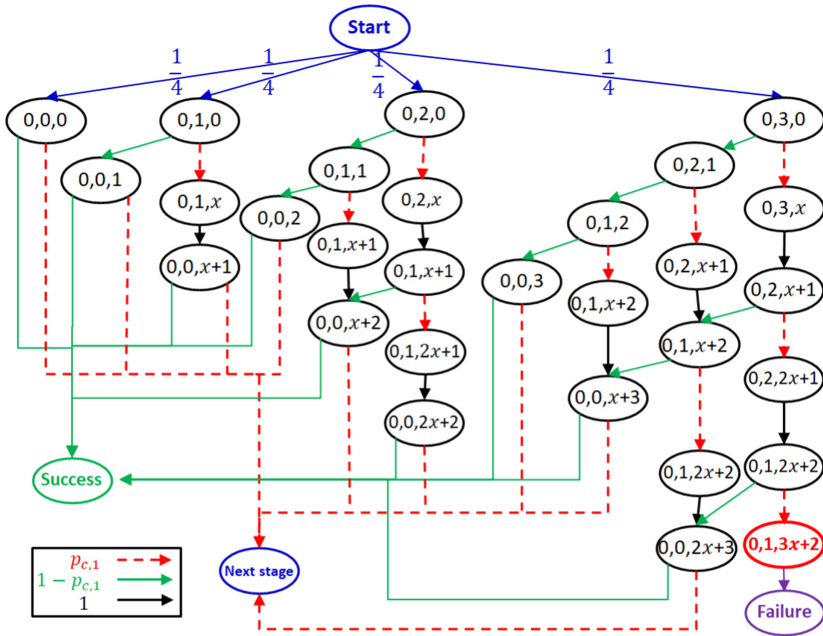 Start
1/4 1/4 1/4 1/4
0,0,0 0,1,0 0,2,0 0,3,0
0,0,1 0,1,1 0,2,1
0,1,x 0,0,2 0,2,x 0,1,2 0,3,x
0,0,x+1 0,1,x+1 0,1,x+1 0,0,3 0,2,x+1 0,2,x+1
0,0,x+2 0,1,x+2 0,1,x+2
0,1,2x+1 0,2,2x+1
0,0,2x+2 0,0,x+3
Success 0,1,2x+2 0,1,2x+2
0,0,2x+3 0,1,3x+2
p_{c,1}
1 − p_{c,1}
1
Next stage
Failure